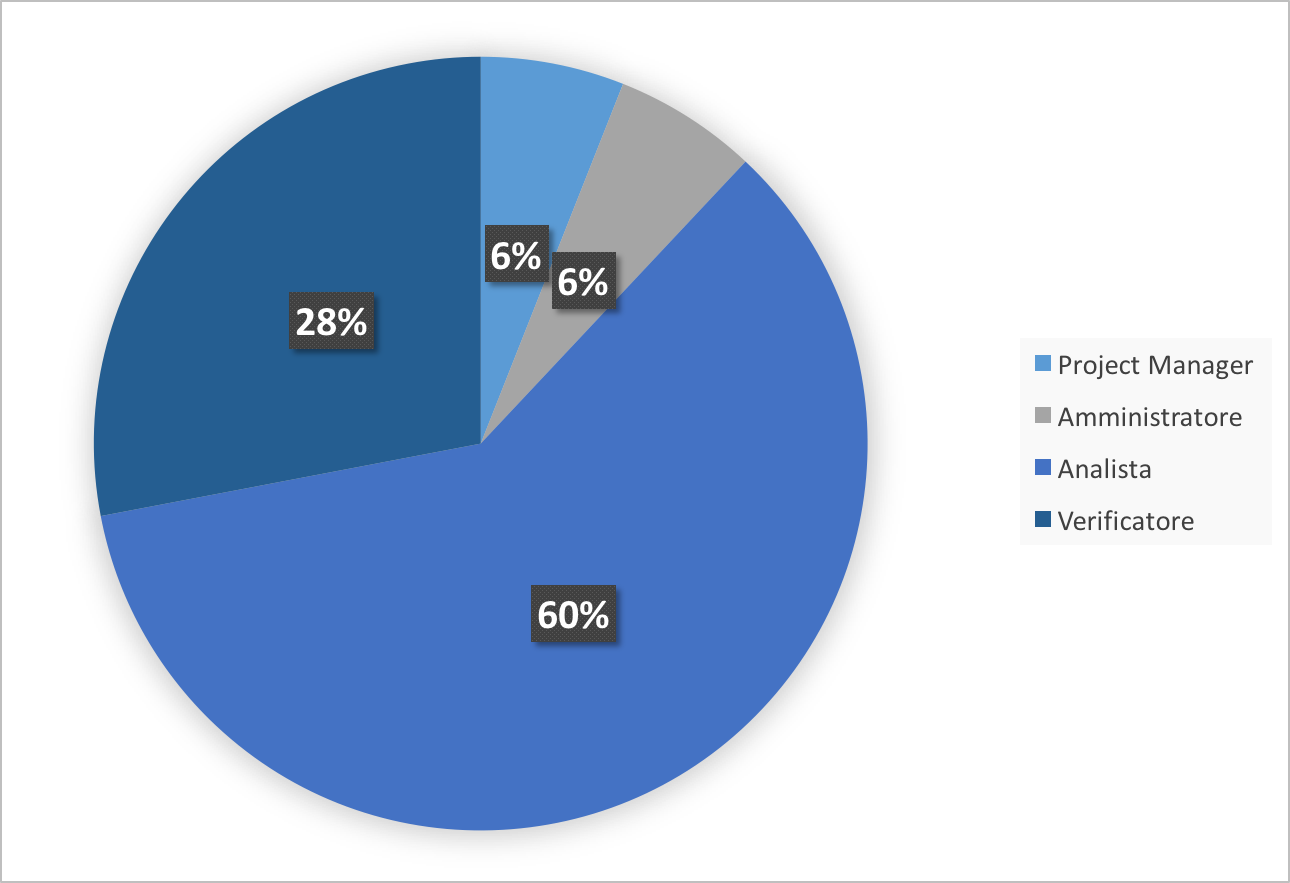 6%
6%
28%
60%
Project Manager
Amministratore
Analista
Verificatore